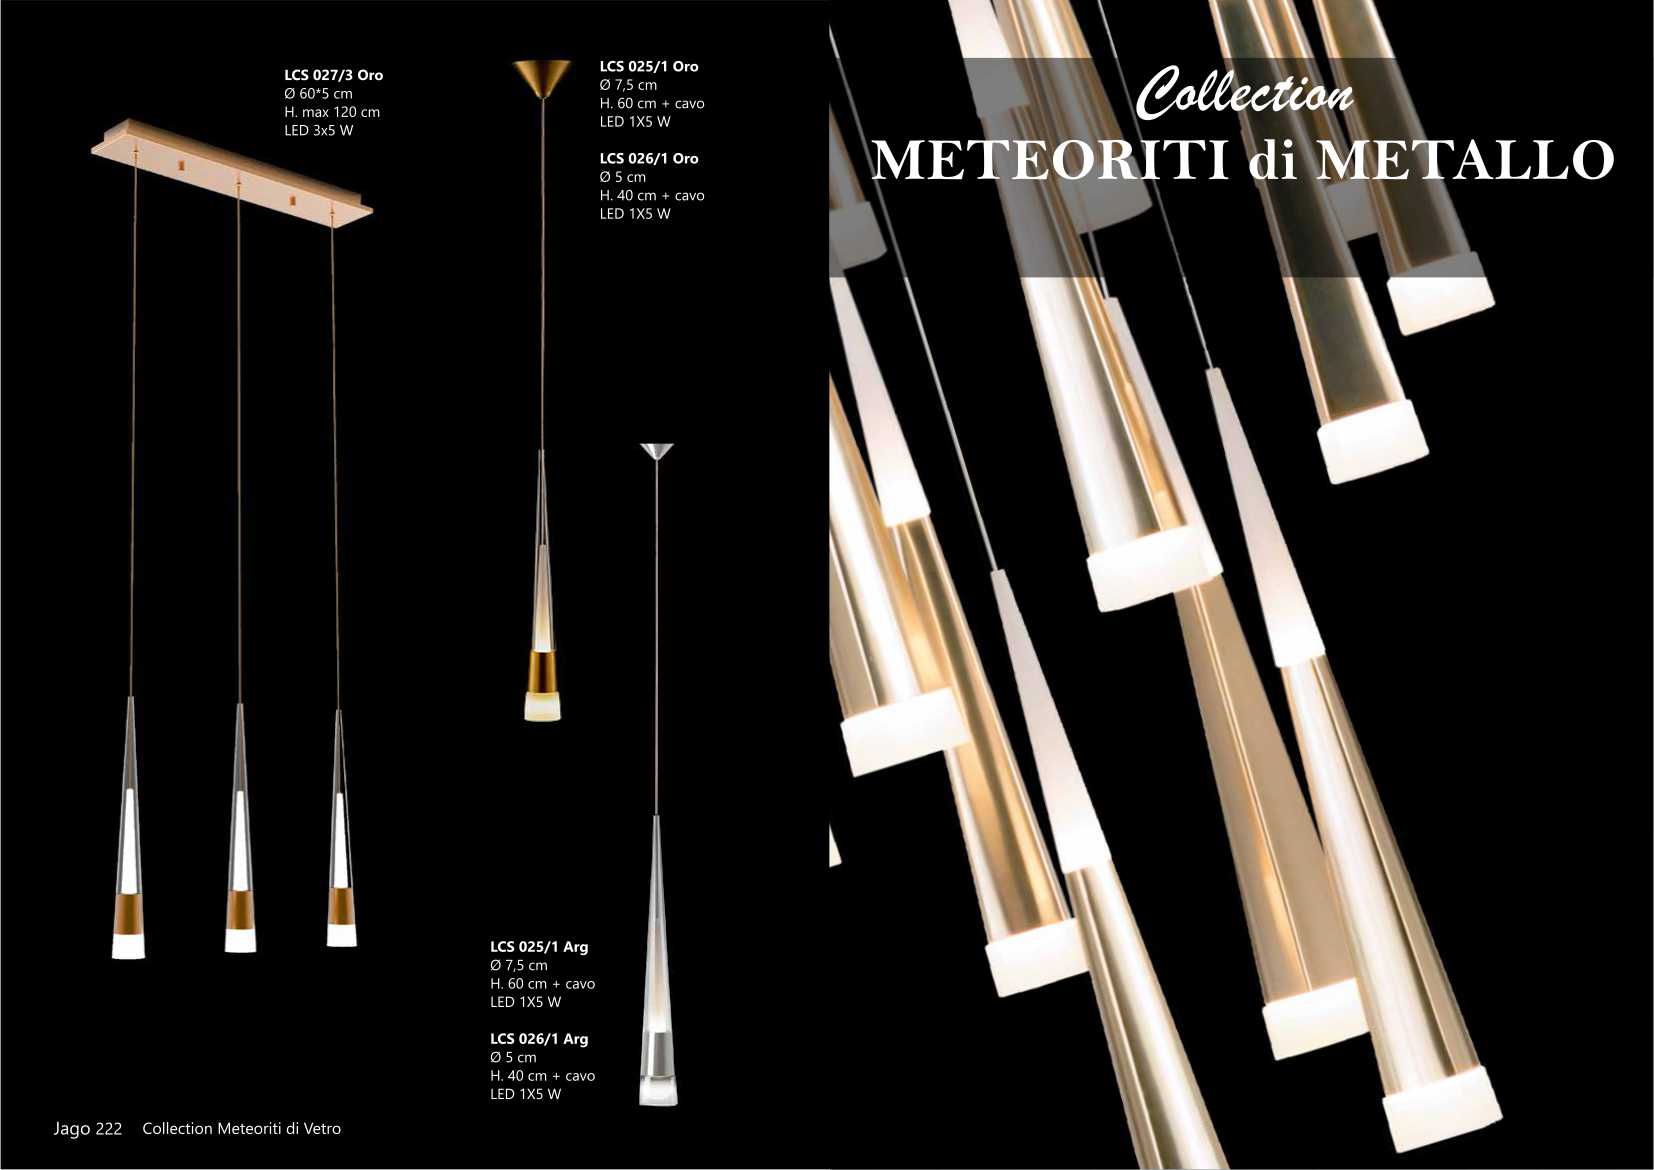 LCS 027/3 Oro
Ø 60*5 cm
H. max 120 cm
LED 3x5 W
LCS 025/1 Oro
Ø 7,5 cm
H. 60 cm + cavo
LED 1X5 W
LCS 026/1 Oro
Ø 5 cm
H. 40 cm + cavo
LED 1X5 W
LCS 025/1 Arg
Ø 7,5 cm
H. 60 cm + cavo
LED 1X5 W
LCS 026/1 Arg
Ø 5 cm
H. 40 cm + cavo
LED 1X5 W
Jago 222 Collection Meteoriti di Vetro
Collection
METEORITI di METALLO